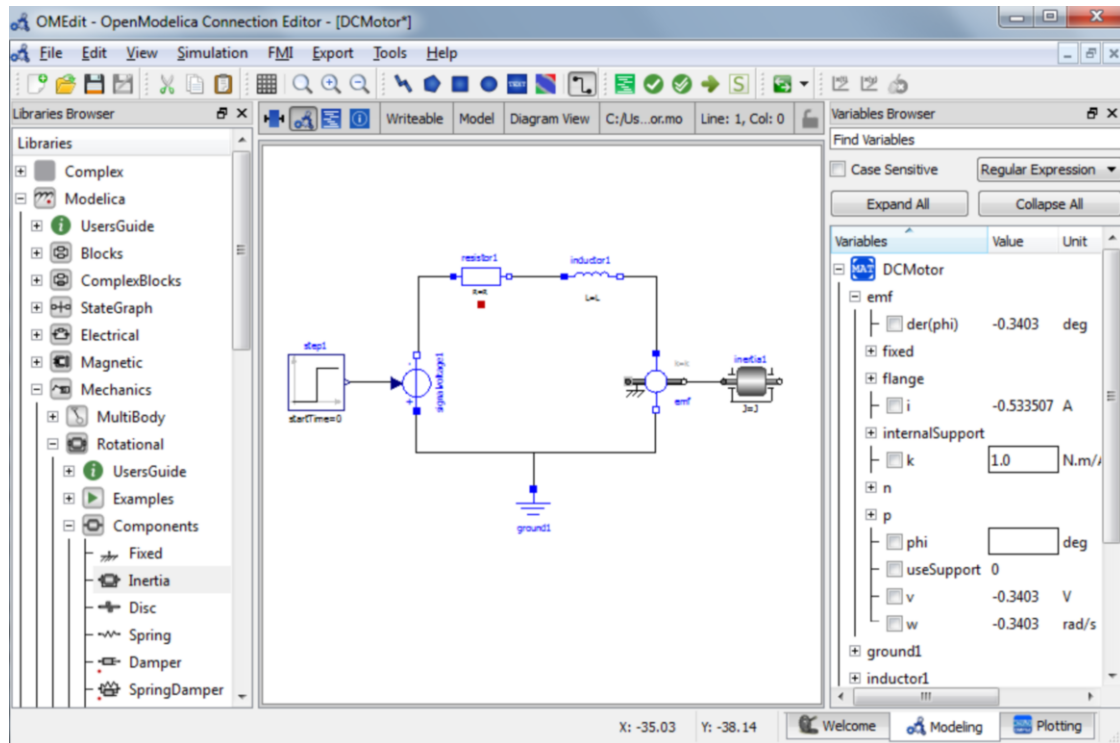 OMEdit - OpenModelica Connection Editor - [DCMotor*]
File Edit View Simulation FMI Export Tools Help
TEXT
S
Libraries Browser
Libraries
Complex
Modelica
UsersGuide
Blocks
ComplexBlocks
StateGraph
Electrical
Magnetic
Mechanics
MultiBody
Rotational
UsersGuide
Examples
Components
Fixed
Inertia
Disc
Spring
Damper
SpringDamper
Writeable Model Diagram View C:/Us...or.mo Line: 1, Col: 0
resistor1
inductor1
L=L
step1
startTime=0
signalVoltage1
-
+
emf
inertia1
J=J
ground1
Variables Browser
Find Variables
Case Sensitive Regular Expression
Expand All Collapse All
Variables Value Unit
MAT DCMotor
emf
der(phi) -0.3403 deg
fixed
flange
i -0.533507 A
internalSupport
k 1.0 N.m/
n
p
phi deg
useSupport 0
v -0.3403 V
w -0.3403 rad/s
ground1
inductor1
X: -35.03 Y: -38.14 Welcome Modeling Plotting